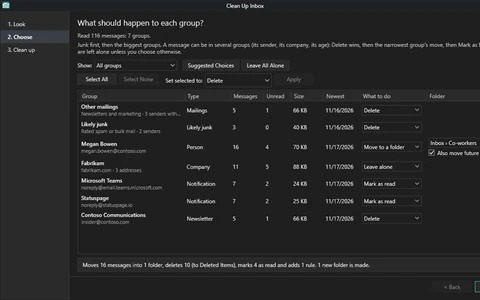 Clean Up Inbox
1. Look
2. Choose
3. Clean up
What should happen to each group?
Read 116 messages: 7 groups.
Junk first, then the biggest groups. A message can be in several groups (its sender, its company, its age): Delete wins, then the narrowest group's move, then Mark as
are left alone unless you choose otherwise.
Show: All groups Suggested Choices Leave All Alone
Select All Select None Set selected to: Delete Apply
Group Type Messages Unread Size Newest What to do Folder
Other mailings Mailings 5 1 66 KB 11/16/2026 Delete
Newsletters and marketing · 3 senders with...
Likely junk Likely junk 3 0 40 KB 11/16/2026 Delete
Rated spam or bulk mail · 2 senders
Megan Bowen Person 16 4 70 KB 11/17/2026 Move to a folder Inbox › Co-workers
megan.bowen@contoso.com Also move future
Fabrikam Company 11 5 88 KB 11/17/2026 Leave alone
fabrikam.com · 3 addresses
Microsoft Teams Notification 7 2 24 KB 11/17/2026 Mark as read
noreply@email.teams.microsoft.com
Statuspage Notification 7 2 25 KB 11/17/2026 Mark as read
noreply@statuspage.io
Contoso Communications Newsletter 5 1 66 KB 11/17/2026 Delete
insider@contoso.com
Moves 16 messages into 1 folder, deletes 10 (to Deleted Items), marks 4 as read and adds 1 rule. 1 new folder is made.
< Back